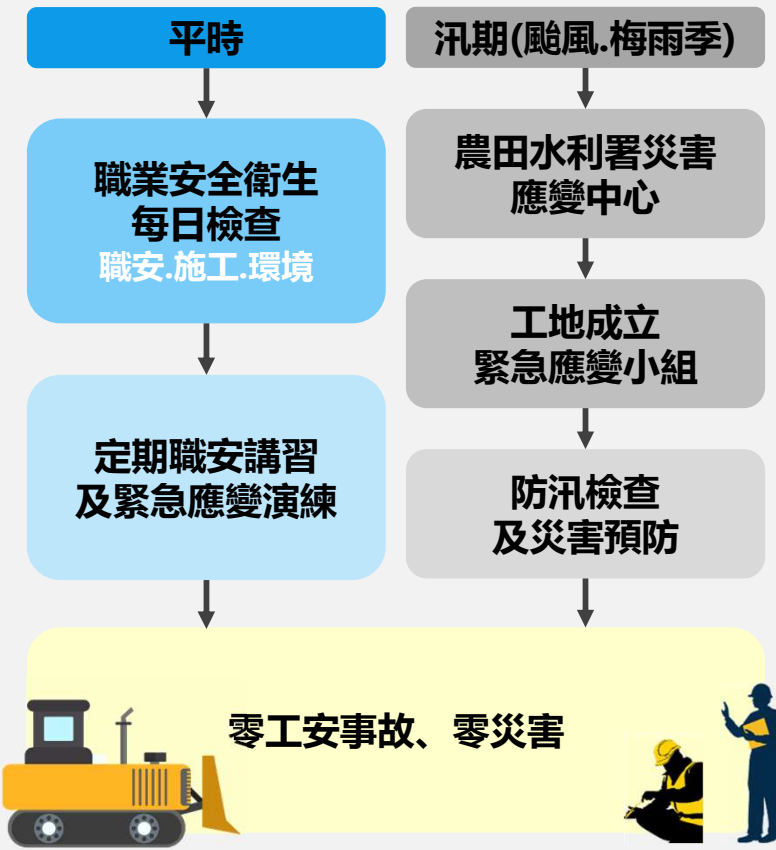 平時
職業安全衛生
每日檢查
職安.施工.環境
定期職安講習
及緊急應變演練
汛期(颱風.梅雨季)
農田水利署災害
應變中心
工地成立
緊急應變小組
防汛檢查
及災害預防
零工安事故、零災害